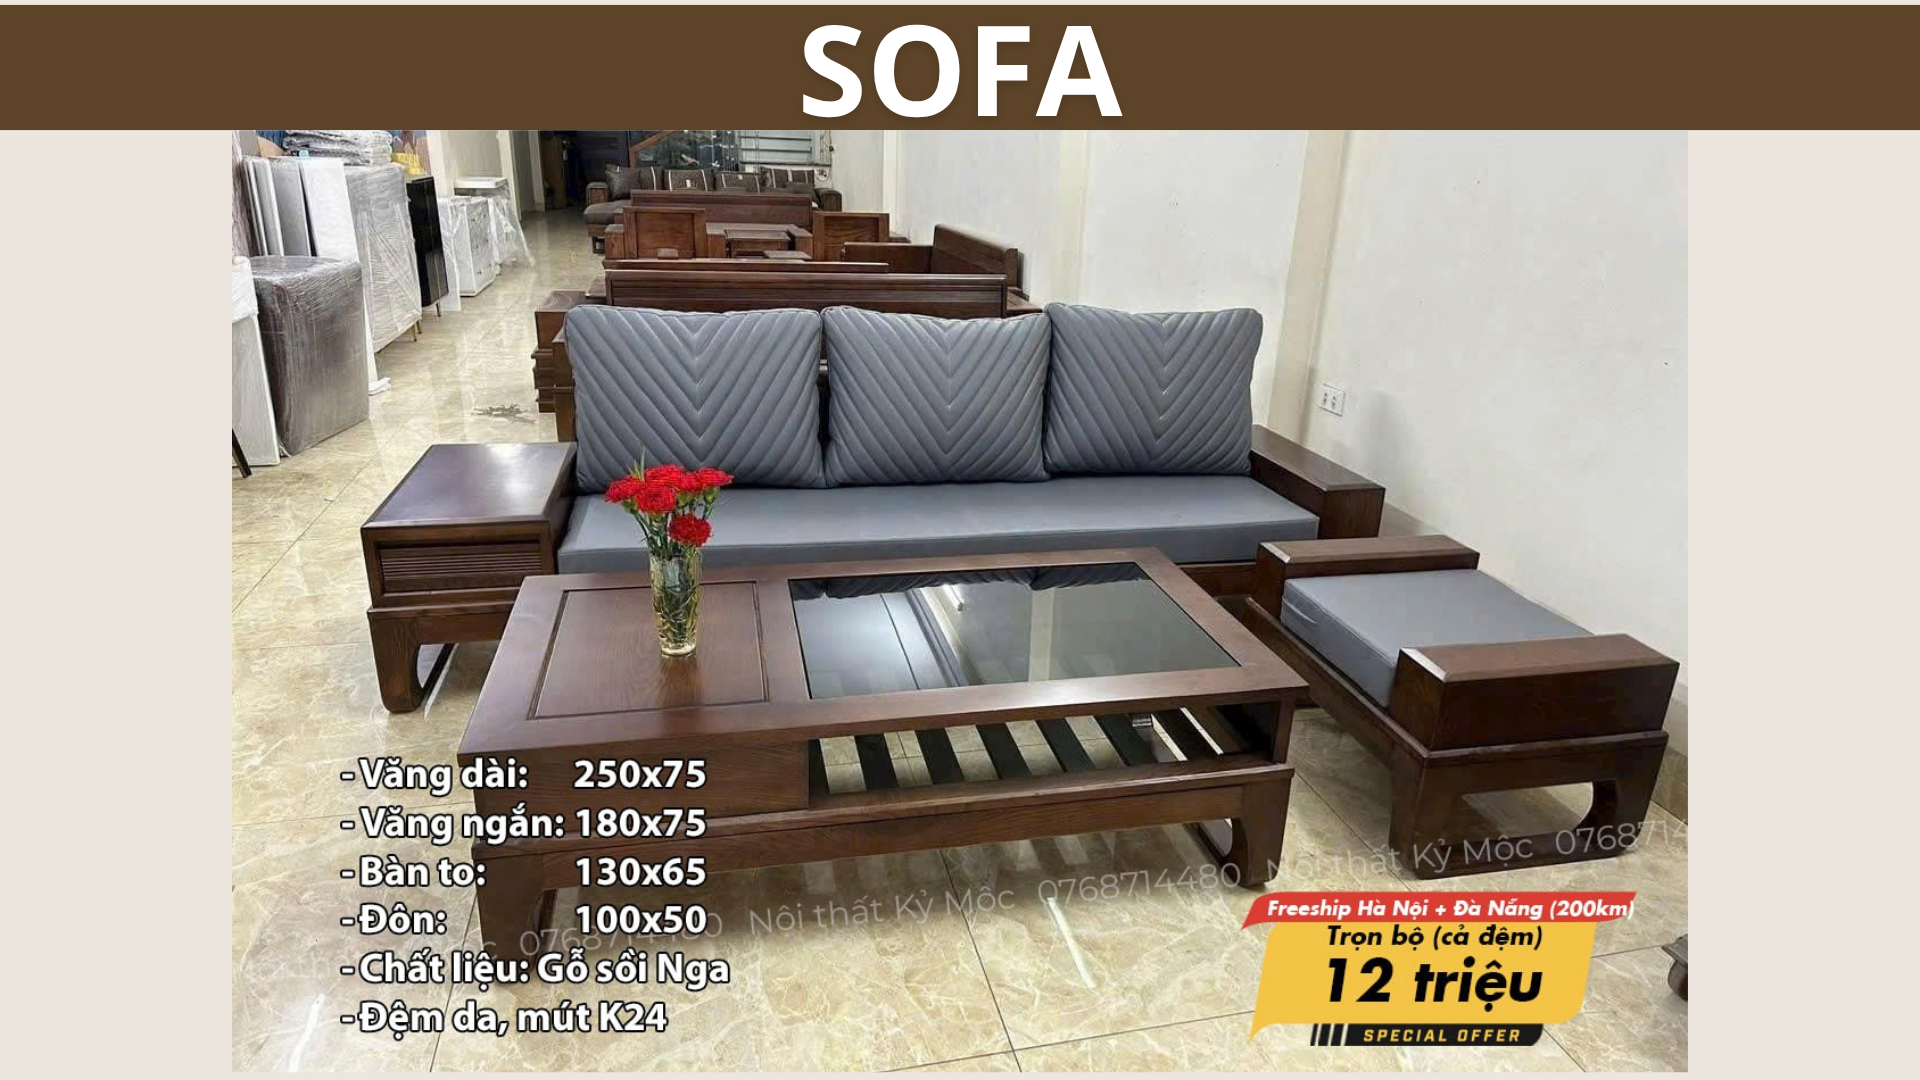 SOFA
- Văng dài: 250x75
- Văng ngắn: 180x75
- Bàn to: 130x65
- Đôn: 100x50
- Chất liệu: Gỗ sồi Nga
- Đệm da, mút K24
0768714480 Nội thất Kỷ Mộc 0768714480 Nội thất Kỷ Mộc 0768714
Freeship Hà Nội + Đà Nẵng (200km)
Trọn bộ (cả đệm)
12 triệu
SPECIAL OFFER